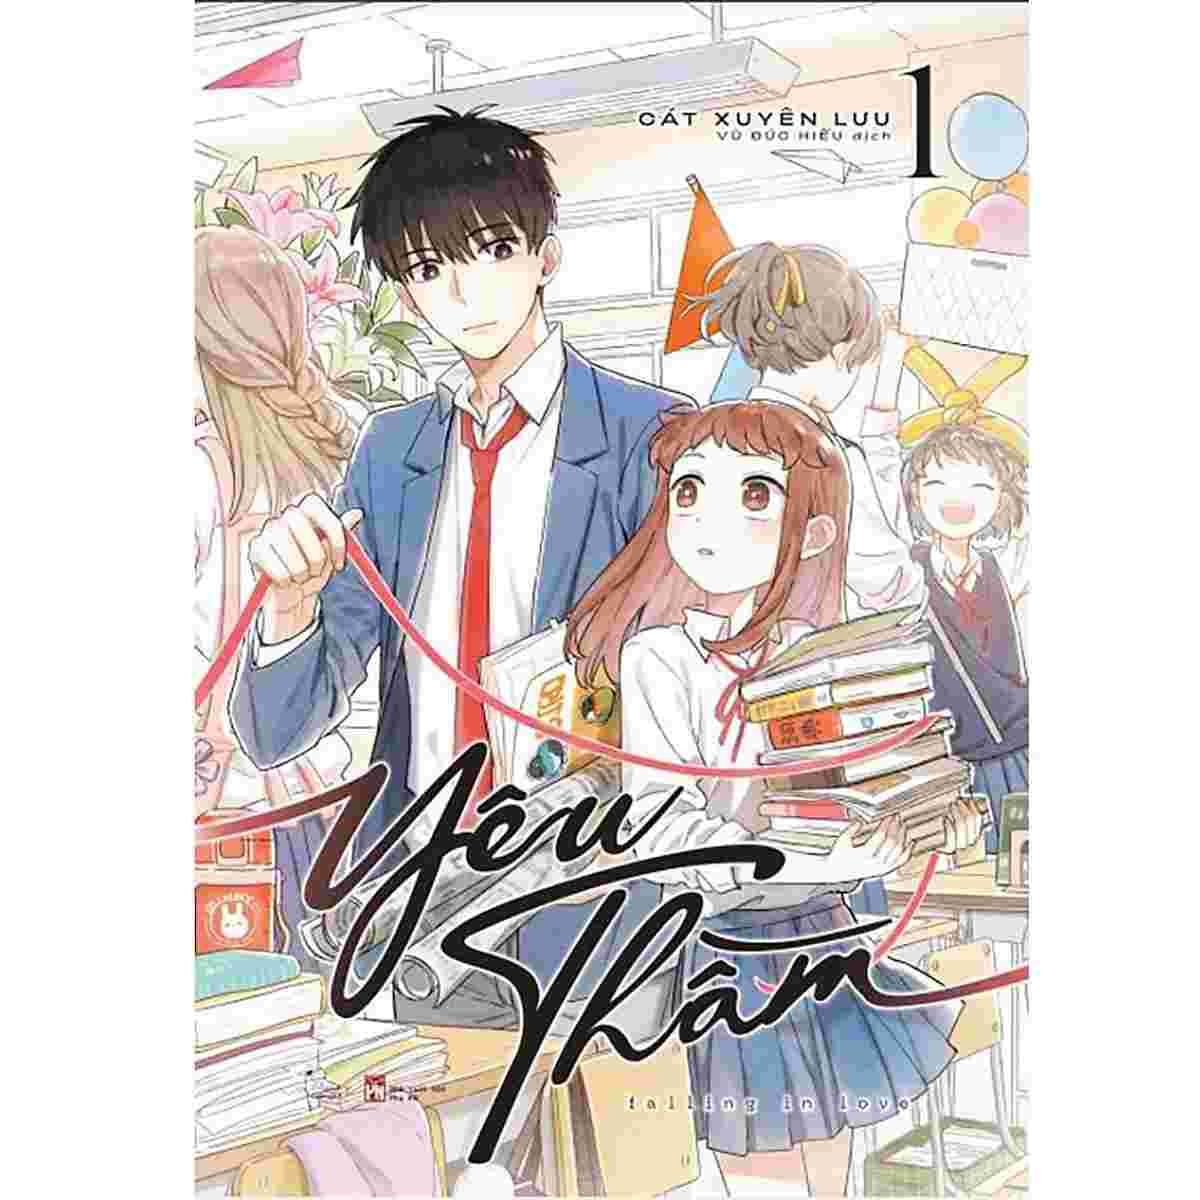 CÁT XUYÊN LƯU
VŨ ĐỨC HIẾU dịch
1
Yêu
Thầm
falling in love